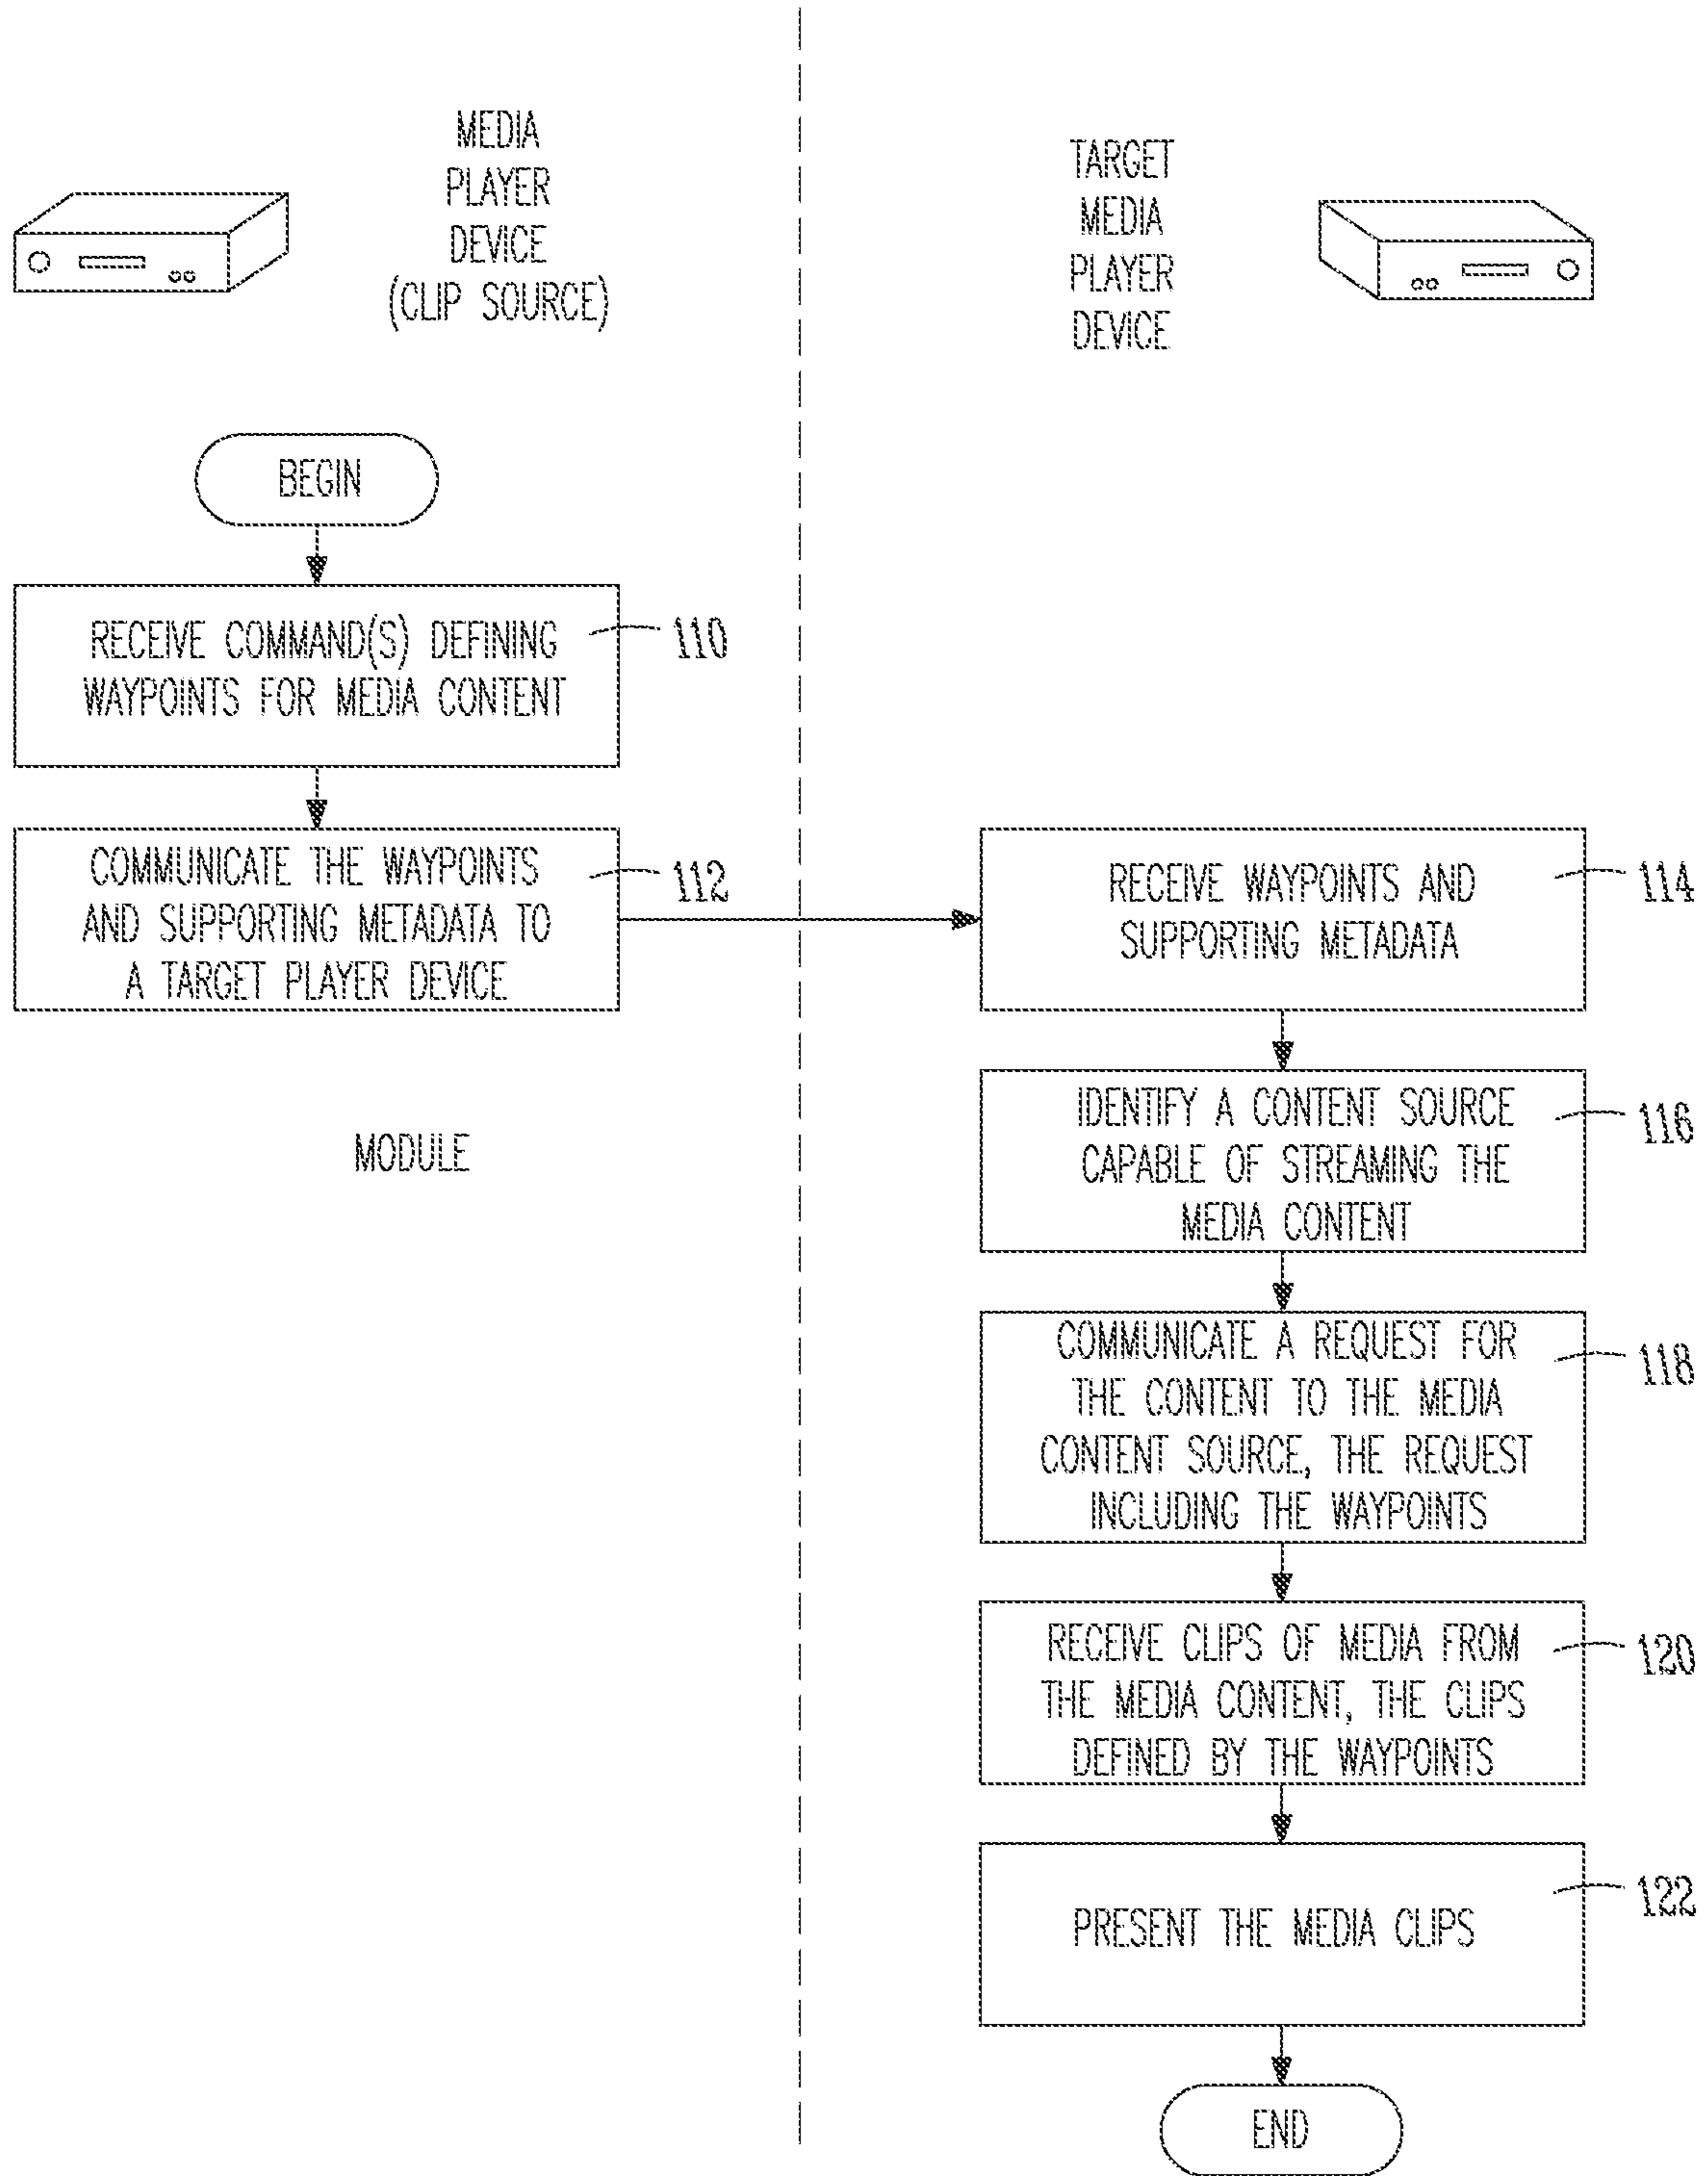 MEDIA
PLAYER
DEVICE
(CLIP SOURCE)
TARGET
MEDIA
PLAYER
DEVICE
BEGIN
RECEIVE COMMAND(S) DEFINING
WAYPOINTS FOR MEDIA CONTENT
110
COMMUNICATE THE WAYPOINTS
AND SUPPORTING METADATA TO
A TARGET PLAYER DEVICE
112
RECEIVE WAYPOINTS AND
SUPPORTING METADATA
114
MODULE
IDENTIFY A CONTENT SOURCE
CAPABLE OF STREAMING THE
MEDIA CONTENT
116
COMMUNICATE A REQUEST FOR
THE CONTENT TO THE MEDIA
CONTENT SOURCE, THE REQUEST
INCLUDING THE WAYPOINTS
118
RECEIVE CLIPS OF MEDIA FROM
THE MEDIA CONTENT, THE CLIPS
DEFINED BY THE WAYPOINTS
120
PRESENT THE MEDIA CLIPS
122
END